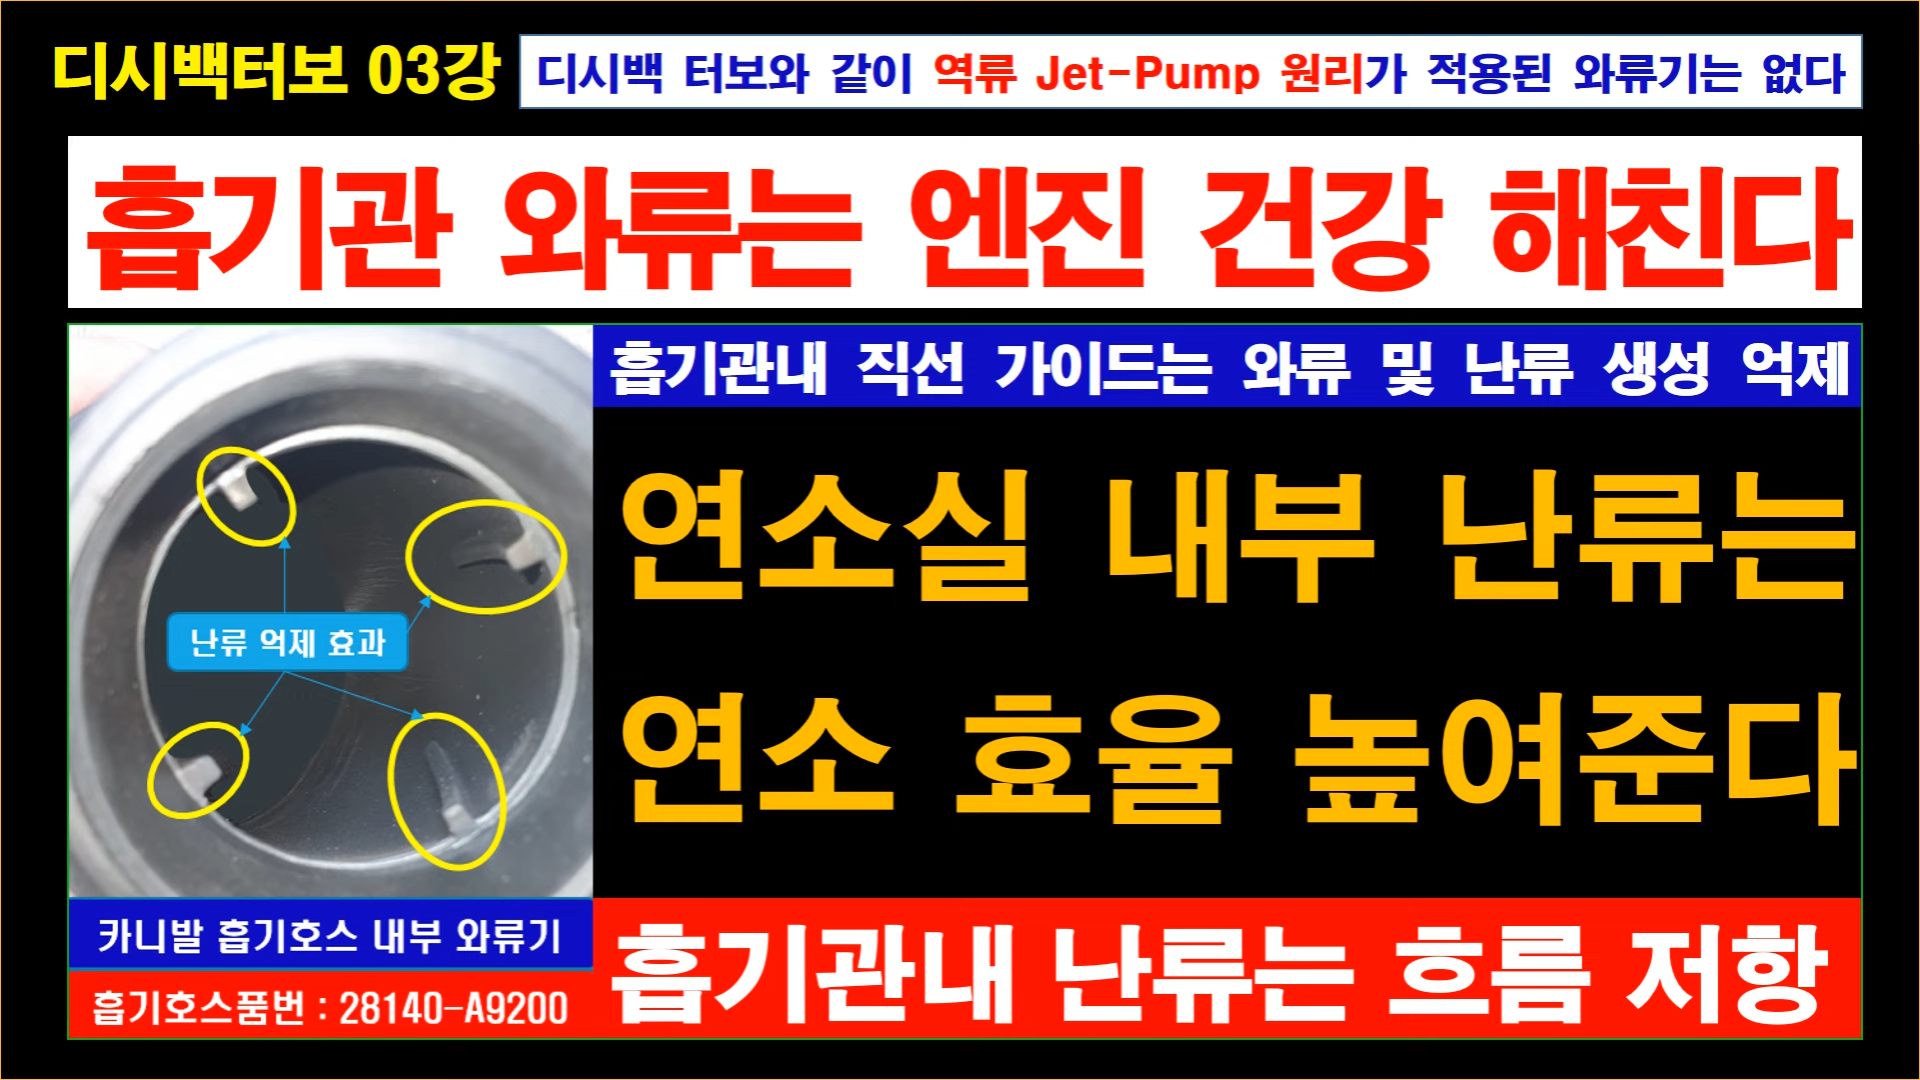 디시백터보 03강
디시백 터보와 같이 역류 Jet-Pump 원리가 적용된 와류기는 없다
흡기관 와류는 엔진 건강 해친다
흡기관내 직선 가이드는 와류 및 난류 생성 억제
연소실 내부 난류는
연소 효율 높여준다
난류 억제 효과
카니발 흡기호스 내부 와류기
흡기호스품번 : 28140-A9200
흡기관내 난류는 흐름 저항